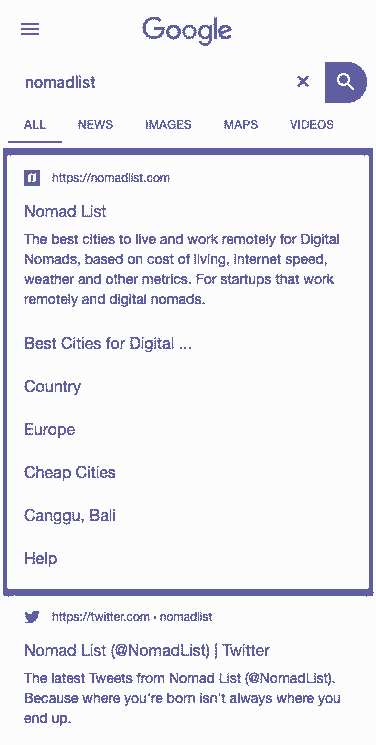 Google
nomadlist
ALL NEWS IMAGES MAPS VIDEOS
https://nomadlist.com
Nomad List
The best cities to live and work remotely for Digital
Nomads, based on cost of living, internet speed,
weather and other metrics. For startups that work
remotely and digital nomads.
Best Cities for Digital ...
Country
Europe
Cheap Cities
Canggu, Bali
Help
https://twitter.com › nomadlist
Nomad List (@NomadList) | Twitter
The latest Tweets from Nomad List (@NomadList).
Because where you're born isn't always where you
end up.